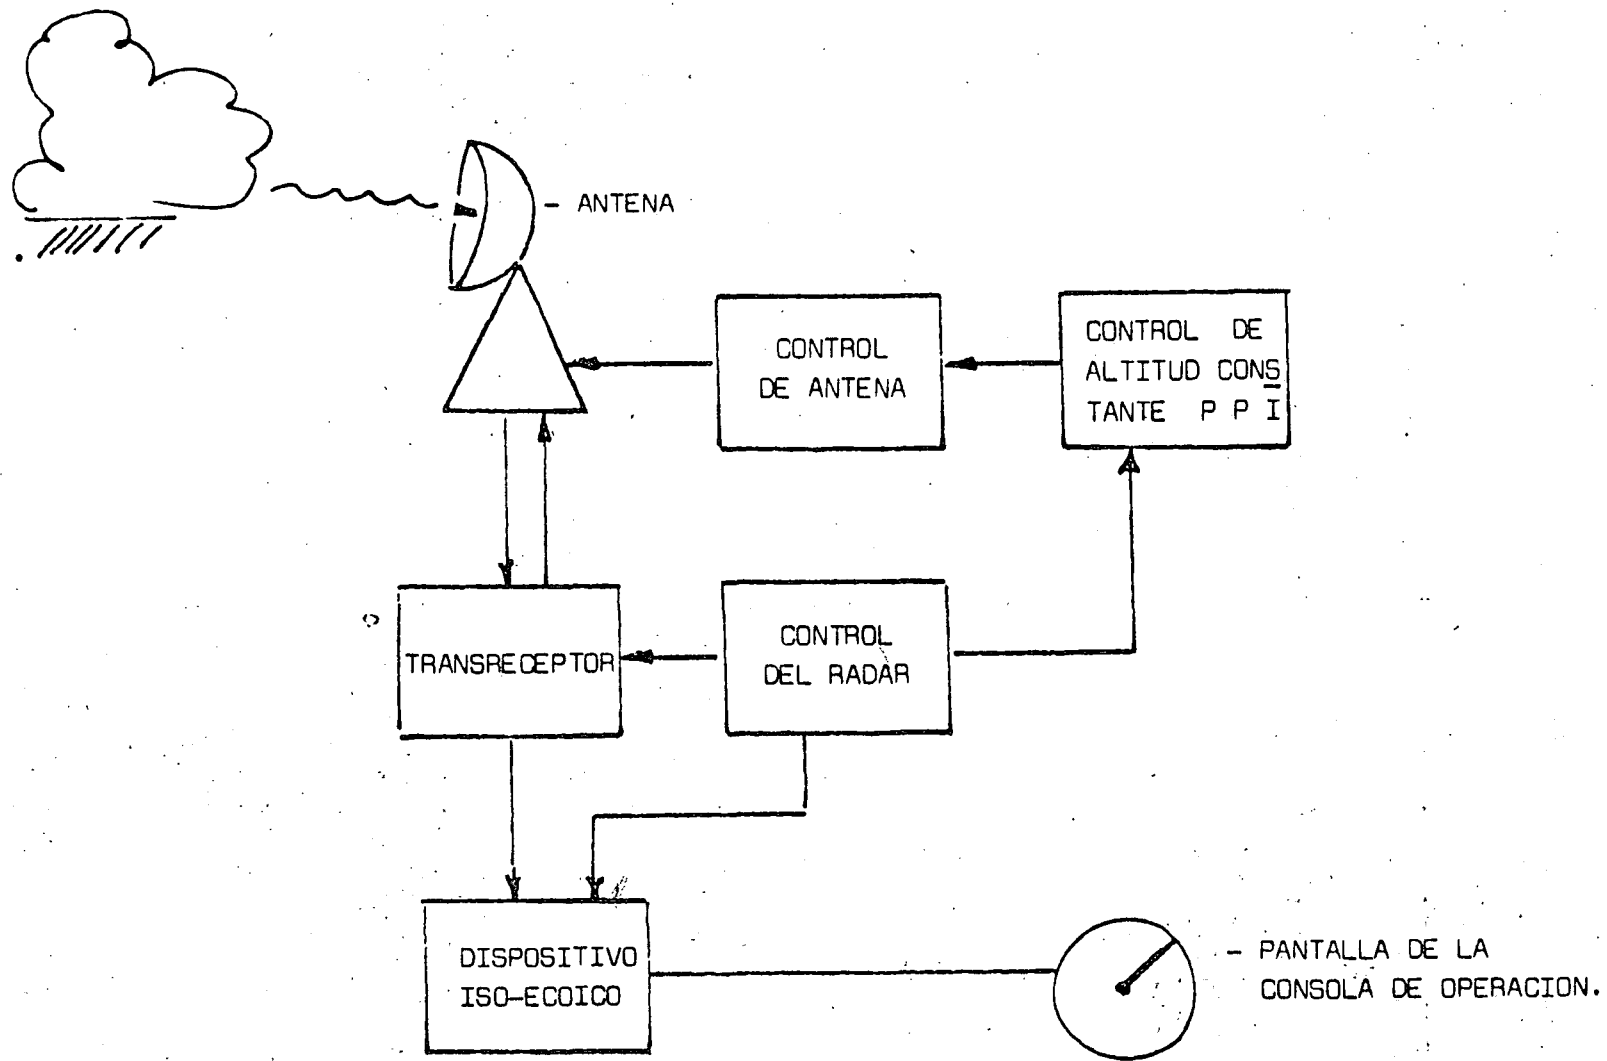 - ANTENA
CONTROL
DE ANTENA
CONTROL DE
ALTITUD CONS
TANTE P P I
TRANSRECEPTOR
CONTROL
DEL RADAR
DISPOSITIVO
ISO-ECOICO
- PANTALLA DE LA
CONSOLA DE OPERACION.